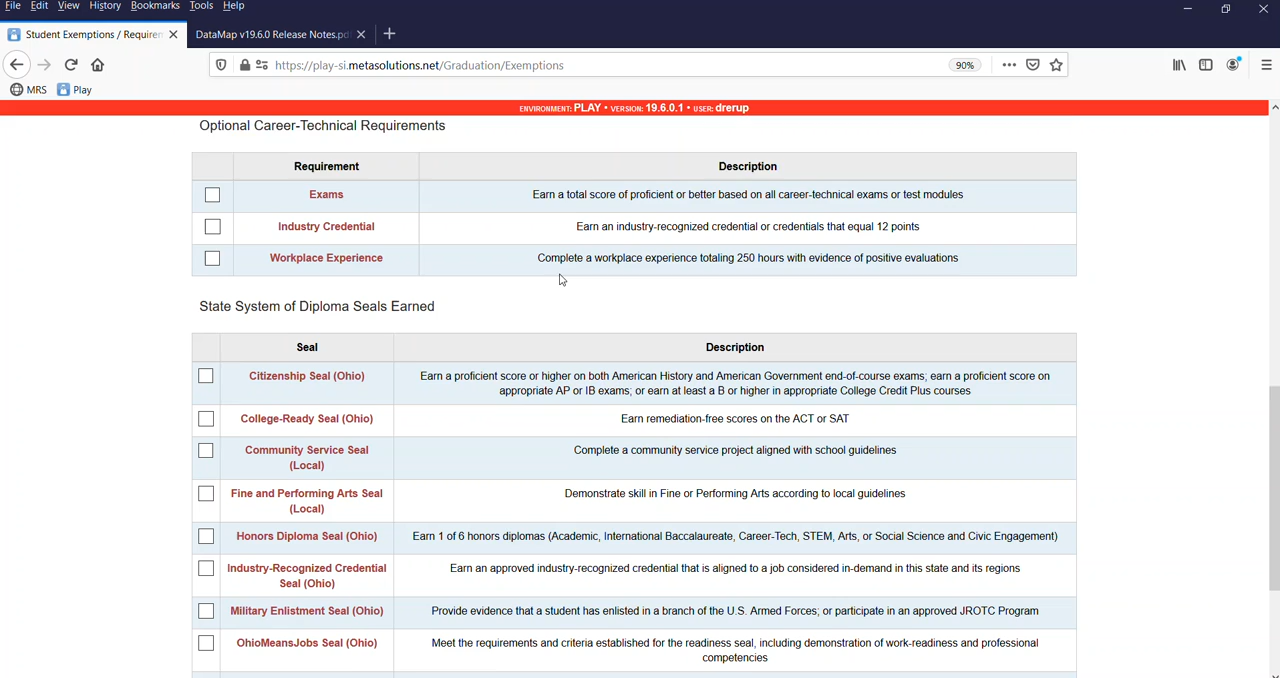 File Edit View History Bookmarks Tools Help
Student Exemptions / Requirem
DataMap v19.6.0 Release Notes.pdf
https://play-si.metasolutions.net/Graduation/Exemptions
90%
MRS Play
ENVIRONMENT: PLAY • VERSION: 19.6.0.1 • USER: drerup
Optional Career-Technical Requirements
Requirement Description
Exams Earn a total score of proficient or better based on all career-technical exams or test modules
Industry Credential Earn an industry-recognized credential or credentials that equal 12 points
Workplace Experience Complete a workplace experience totaling 250 hours with evidence of positive evaluations
State System of Diploma Seals Earned
Seal Description
Citizenship Seal (Ohio) Earn a proficient score or higher on both American History and American Government end-of-course exams; earn a proficient score on
appropriate AP or IB exams; or earn at least a B or higher in appropriate College Credit Plus courses
College-Ready Seal (Ohio) Earn remediation-free scores on the ACT or SAT
Community Service Seal Complete a community service project aligned with school guidelines
(Local)
Fine and Performing Arts Seal Demonstrate skill in Fine or Performing Arts according to local guidelines
(Local)
Honors Diploma Seal (Ohio) Earn 1 of 6 honors diplomas (Academic, International Baccalaureate, Career-Tech, STEM, Arts, or Social Science and Civic Engagement)
Industry-Recognized Credential Earn an approved industry-recognized credential that is aligned to a job considered in-demand in this state and its regions
Seal (Ohio)
Military Enlistment Seal (Ohio) Provide evidence that a student has enlisted in a branch of the U.S. Armed Forces; or participate in an approved JROTC Program
OhioMeansJobs Seal (Ohio) Meet the requirements and criteria established for the readiness seal, including demonstration of work-readiness and professional
competencies